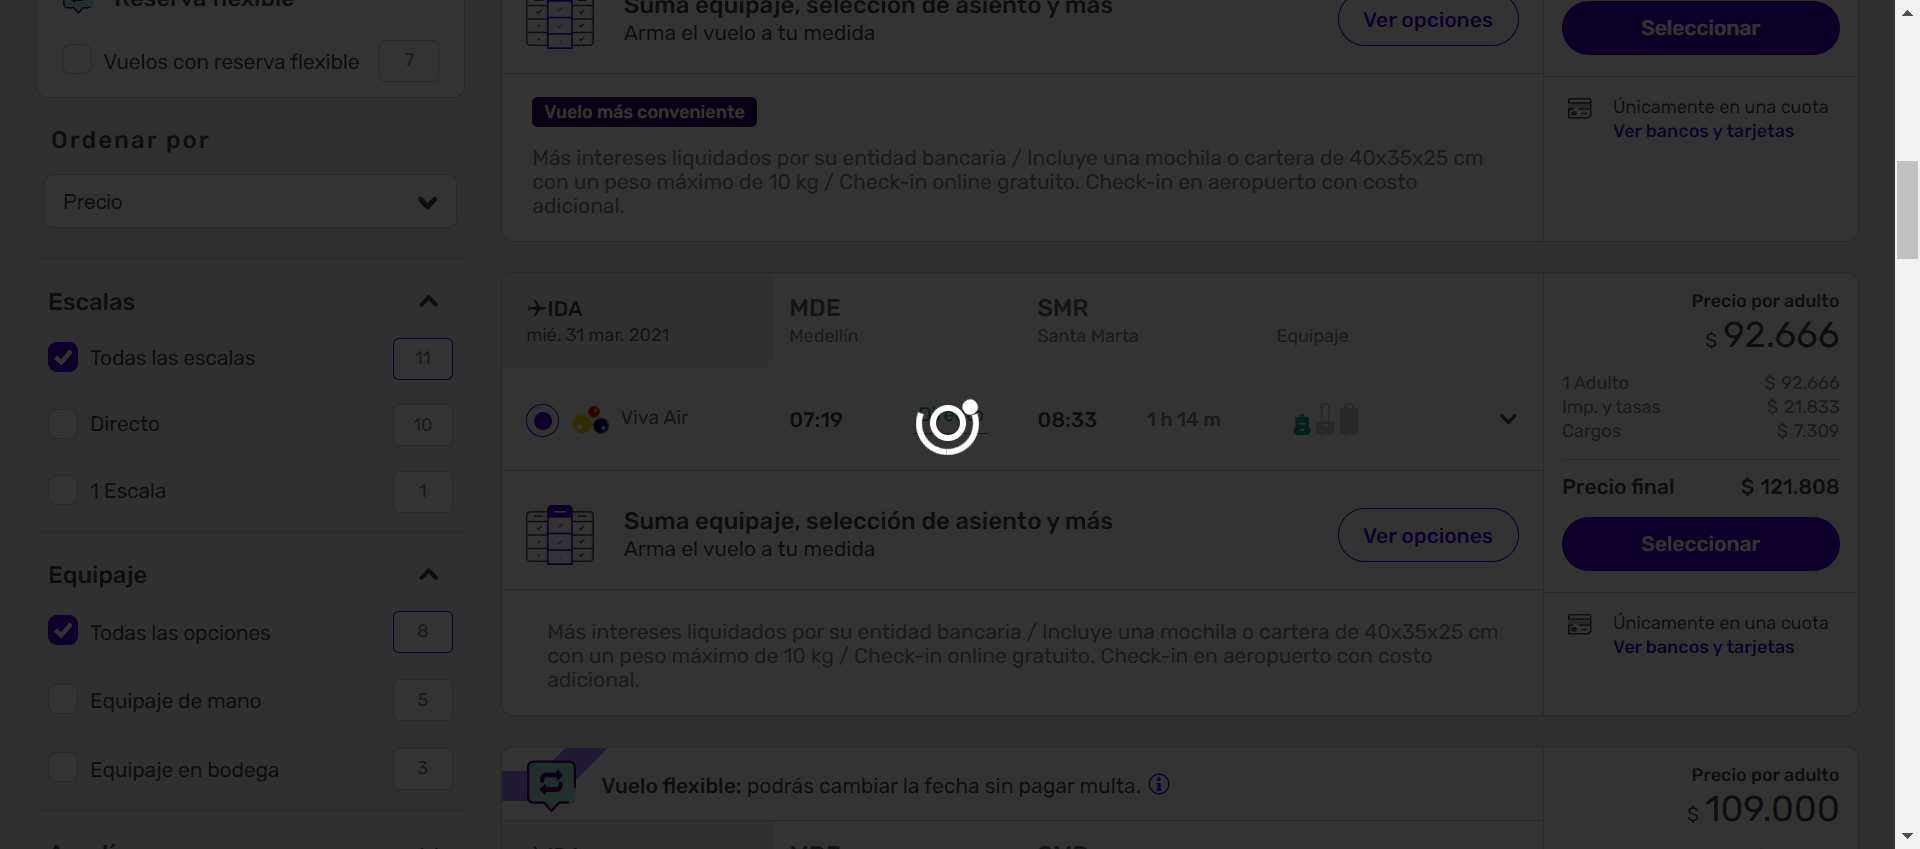 Reserva flexible
Vuelos con reserva flexible 7
Ordenar por
Precio
Escalas
Todas las escalas 11
Directo 10
1 Escala 1
Equipaje
Todas las opciones 8
Equipaje de mano 5
Equipaje en bodega 3
Suma equipaje, selección de asiento y más
Arma el vuelo a tu medida
Ver opciones
Seleccionar
Vuelo más conveniente
Más intereses liquidados por su entidad bancaria / Incluye una mochila o cartera de 40x35x25 cm
con un peso máximo de 10 kg / Check-in online gratuito. Check-in en aeropuerto con costo
adicional.
Únicamente en una cuota
Ver bancos y tarjetas
IDA MDE SMR
mié. 31 mar. 2021 Medellín Santa Marta Equipaje
Viva Air 07:19 Directo 08:33 1 h 14 m
Precio por adulto
$ 92.666
1 Adulto $ 92.666
Imp. y tasas $ 21.833
Cargos $ 7.309
Precio final $ 121.808
Seleccionar
Suma equipaje, selección de asiento y más
Arma el vuelo a tu medida
Ver opciones
Más intereses liquidados por su entidad bancaria / Incluye una mochila o cartera de 40x35x25 cm
con un peso máximo de 10 kg / Check-in online gratuito. Check-in en aeropuerto con costo
adicional.
Únicamente en una cuota
Ver bancos y tarjetas
Vuelo flexible: podrás cambiar la fecha sin pagar multa.
Precio por adulto
$ 109.000